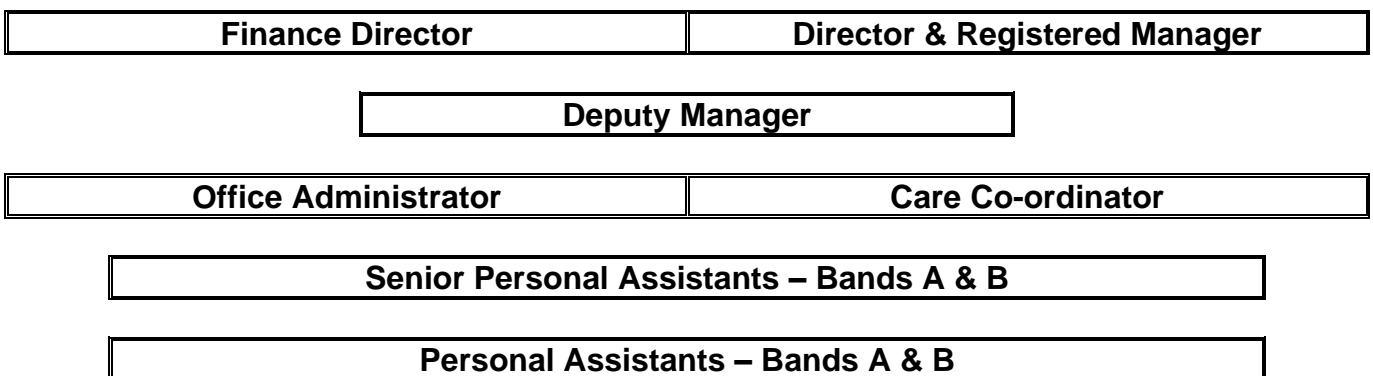 Finance Director Director & Registered Manager
Deputy Manager
Office Administrator Care Co-ordinator
Senior Personal Assistants – Bands A & B
Personal Assistants – Bands A & B